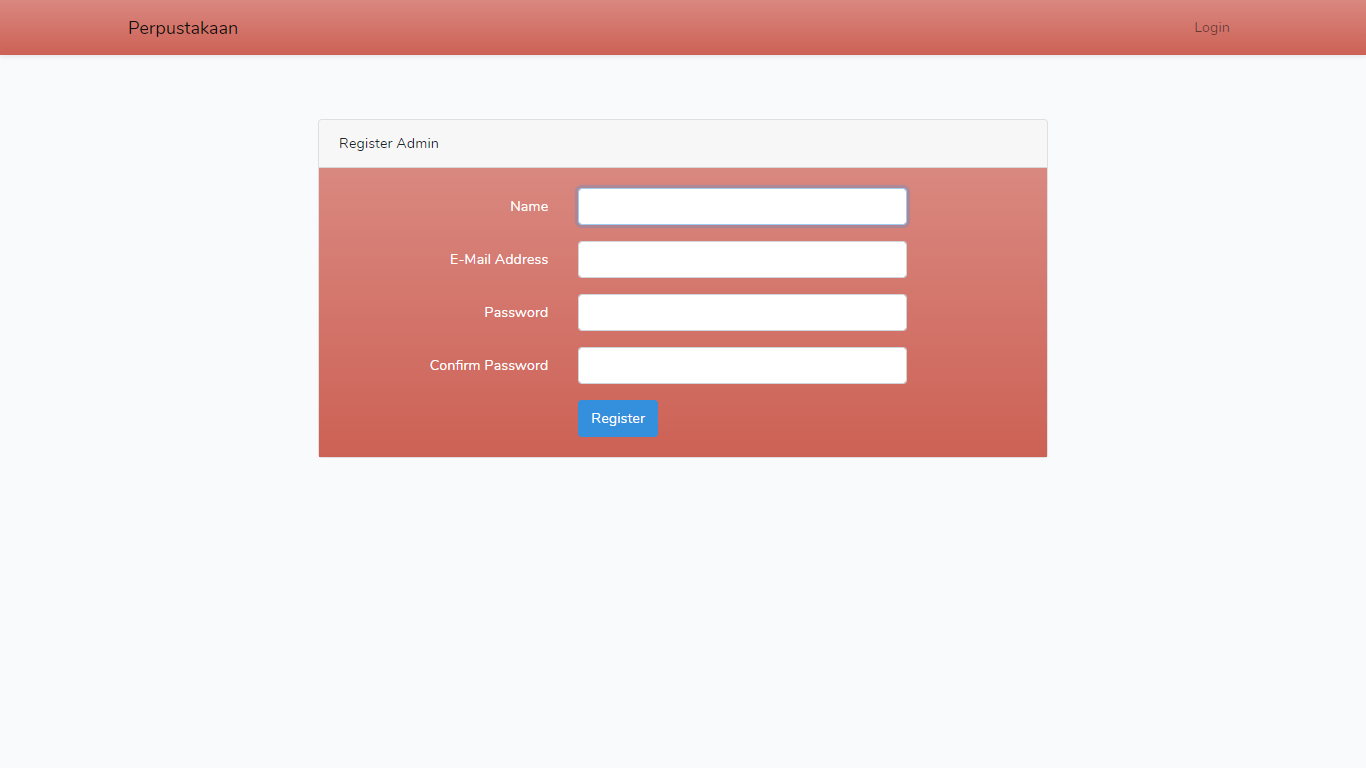 Perpustakaan
Login
Register Admin
Name
E-Mail Address
Password
Confirm Password
Register